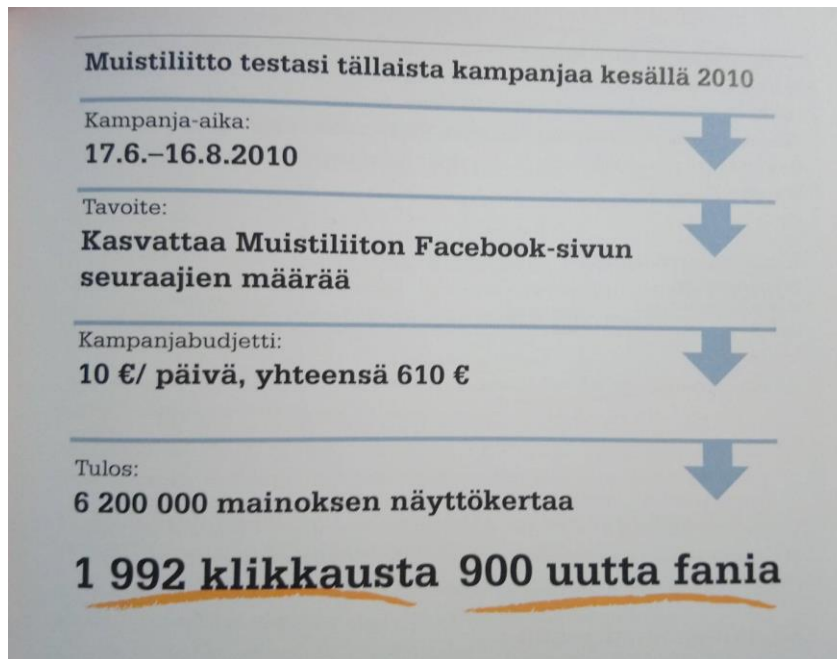 Muistiliitto testasi tällaista kampanjaa kesällä 2010
Kampanja-aika:
17.6.–16.8.2010
Tavoite:
Kasvattaa Muistiliiton Facebook-sivun
seuraajien määrää
Kampanjabudjetti:
10 €/ päivä, yhteensä 610 €
Tulos:
6 200 000 mainoksen näyttökertaa
1 992 klikkausta 900 uutta fania